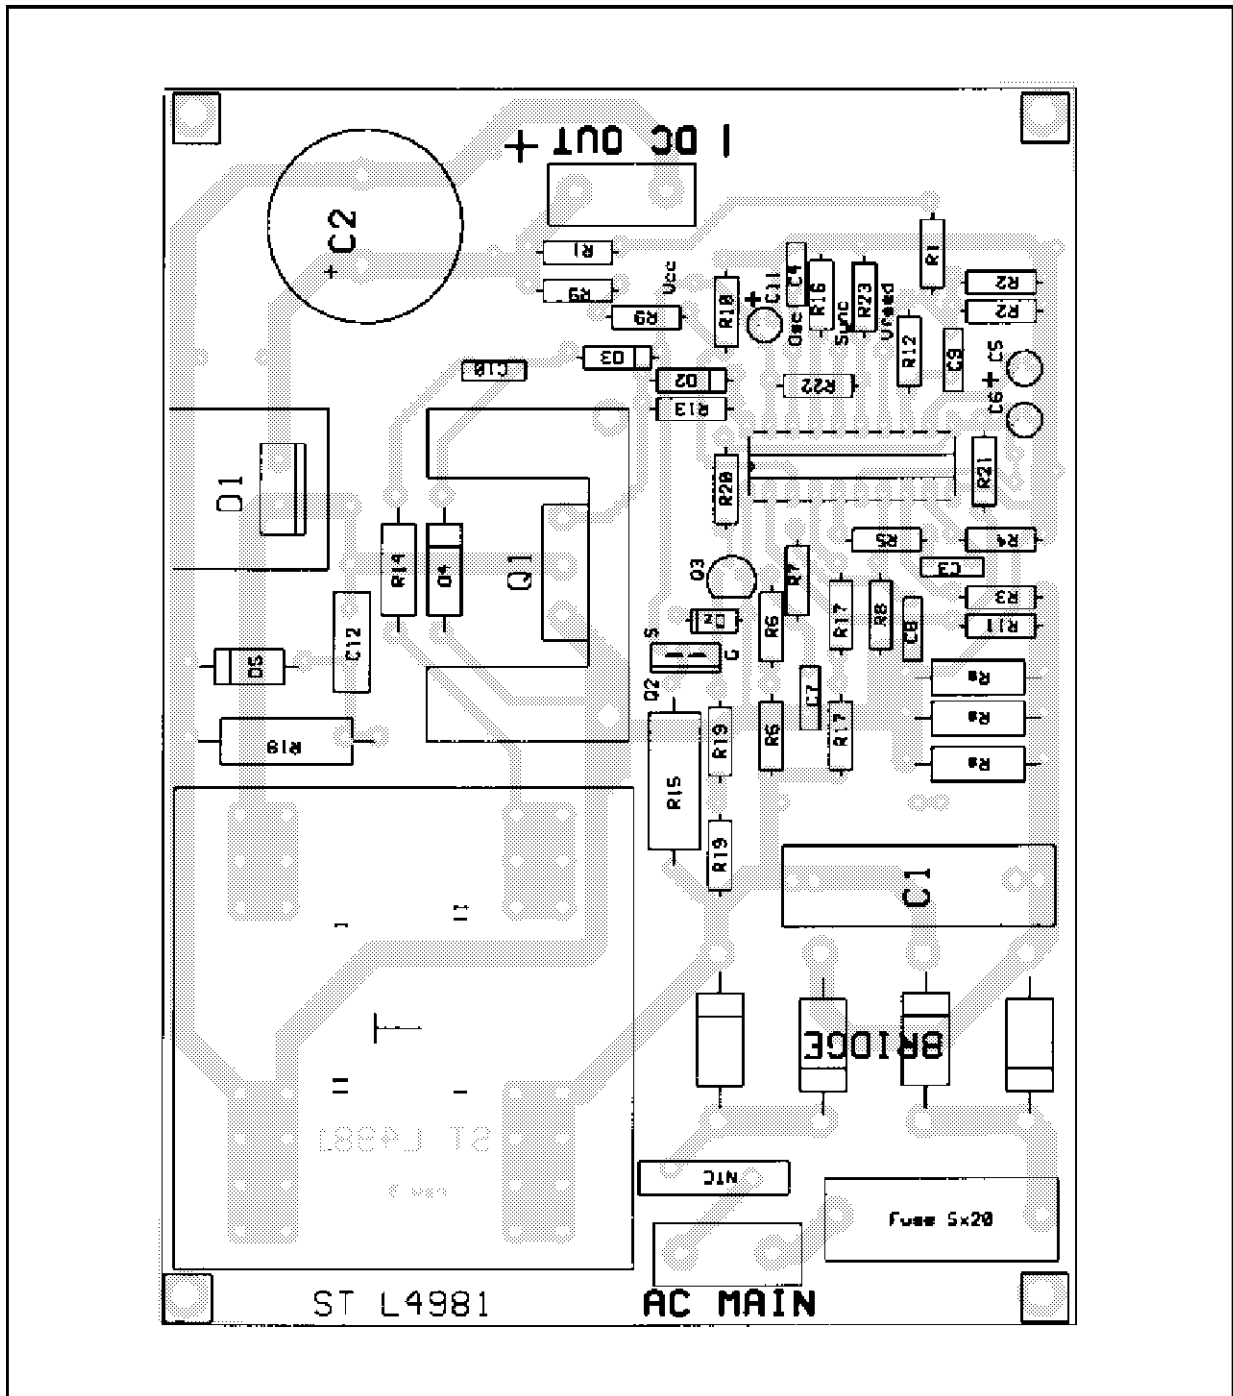 + DC OUT -
C2
+
R1
R9
Vcc
R9
R10
+ C11
C4
R16
R23
Osc
Sync
Vfeed
R1
R2
R2
R12
C9
+ C5
C6
D3
C10
D2
R13
R22
R20
R21
D1
R14
D4
Q1
Q3
R7
R5
R4
C3
R3
R11
R6
R17
R8
C8
DZ
S
G
Q2
C12
D5
R18
R15
R19
R6
C7
R17
Rs
Rs
Rs
R19
C1
T
BRIDGE
ST L4981
NTC
Fuse 5x20
ST L4981
AC MAIN